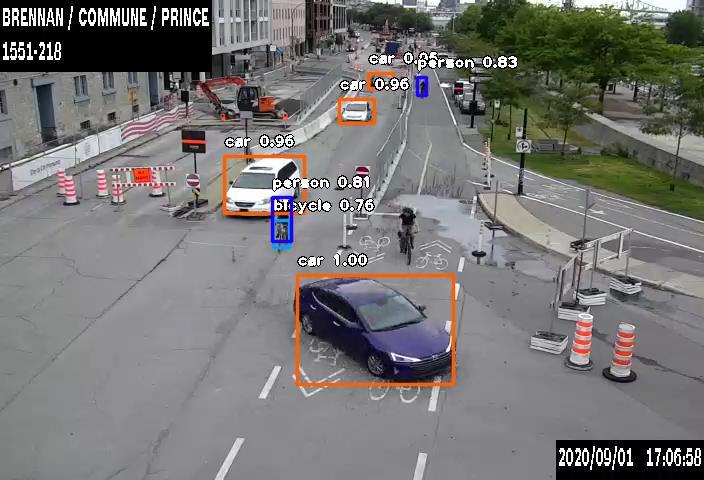 BRENNAN / COMMUNE / PRINCE
1551-218
car 0.95
person 0.83
car 0.96
car 0.96
person 0.81
bicycle 0.76
car 1.00
2020/09/01 17:06:58